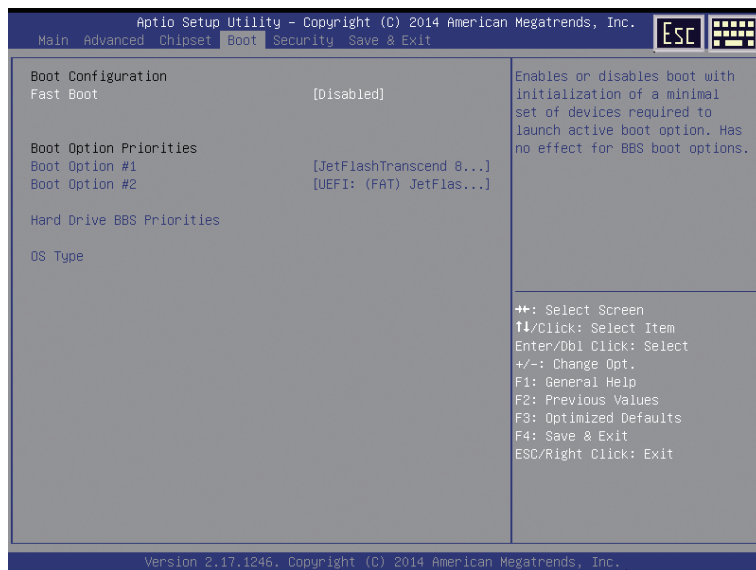 Aptio Setup Utility – Copyright (C) 2014 American Megatrends, Inc.
Esc
Main Advanced Chipset Boot Security Save & Exit
Boot Configuration
Fast Boot [Disabled]
Boot Option Priorities
Boot Option #1 [JetFlashTranscend 8...]
Boot Option #2 [UEFI: (FAT) JetFlas...]
Hard Drive BBS Priorities
OS Type
Enables or disables boot with
initialization of a minimal
set of devices required to
launch active boot option. Has
no effect for BBS boot options.
→←: Select Screen
↑↓/Click: Select Item
Enter/Dbl Click: Select
+/-: Change Opt.
F1: General Help
F2: Previous Values
F3: Optimized Defaults
F4: Save & Exit
ESC/Right Click: Exit
Version 2.17.1246. Copyright (C) 2014 American Megatrends, Inc.